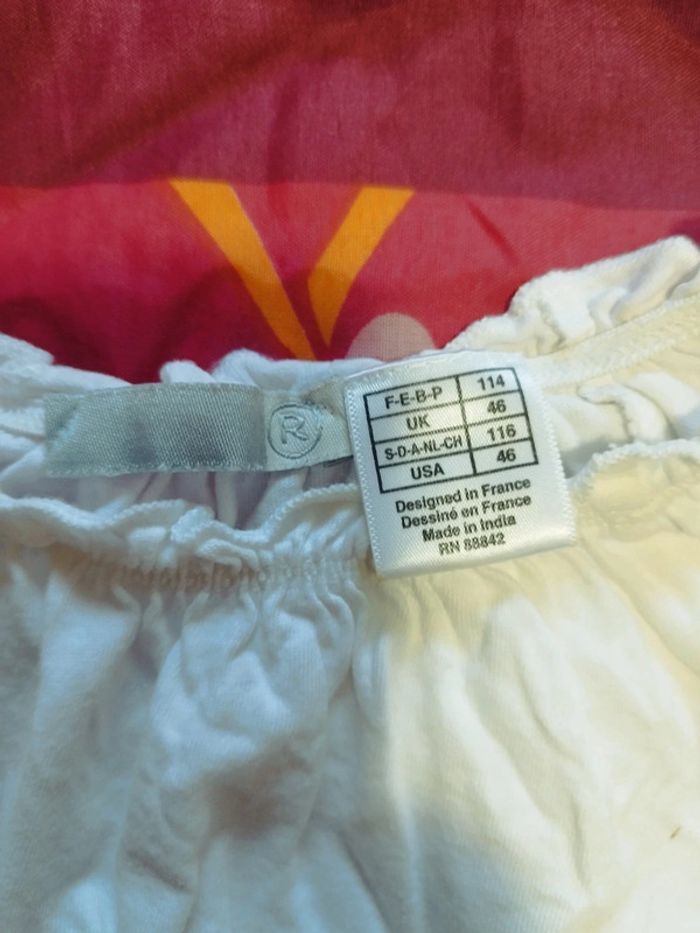 R
F-E-B-P 114
UK 46
S-D-A-NL-CH 116
USA 46
Designed in France
Dessiné en France
Made in India
RN 88842